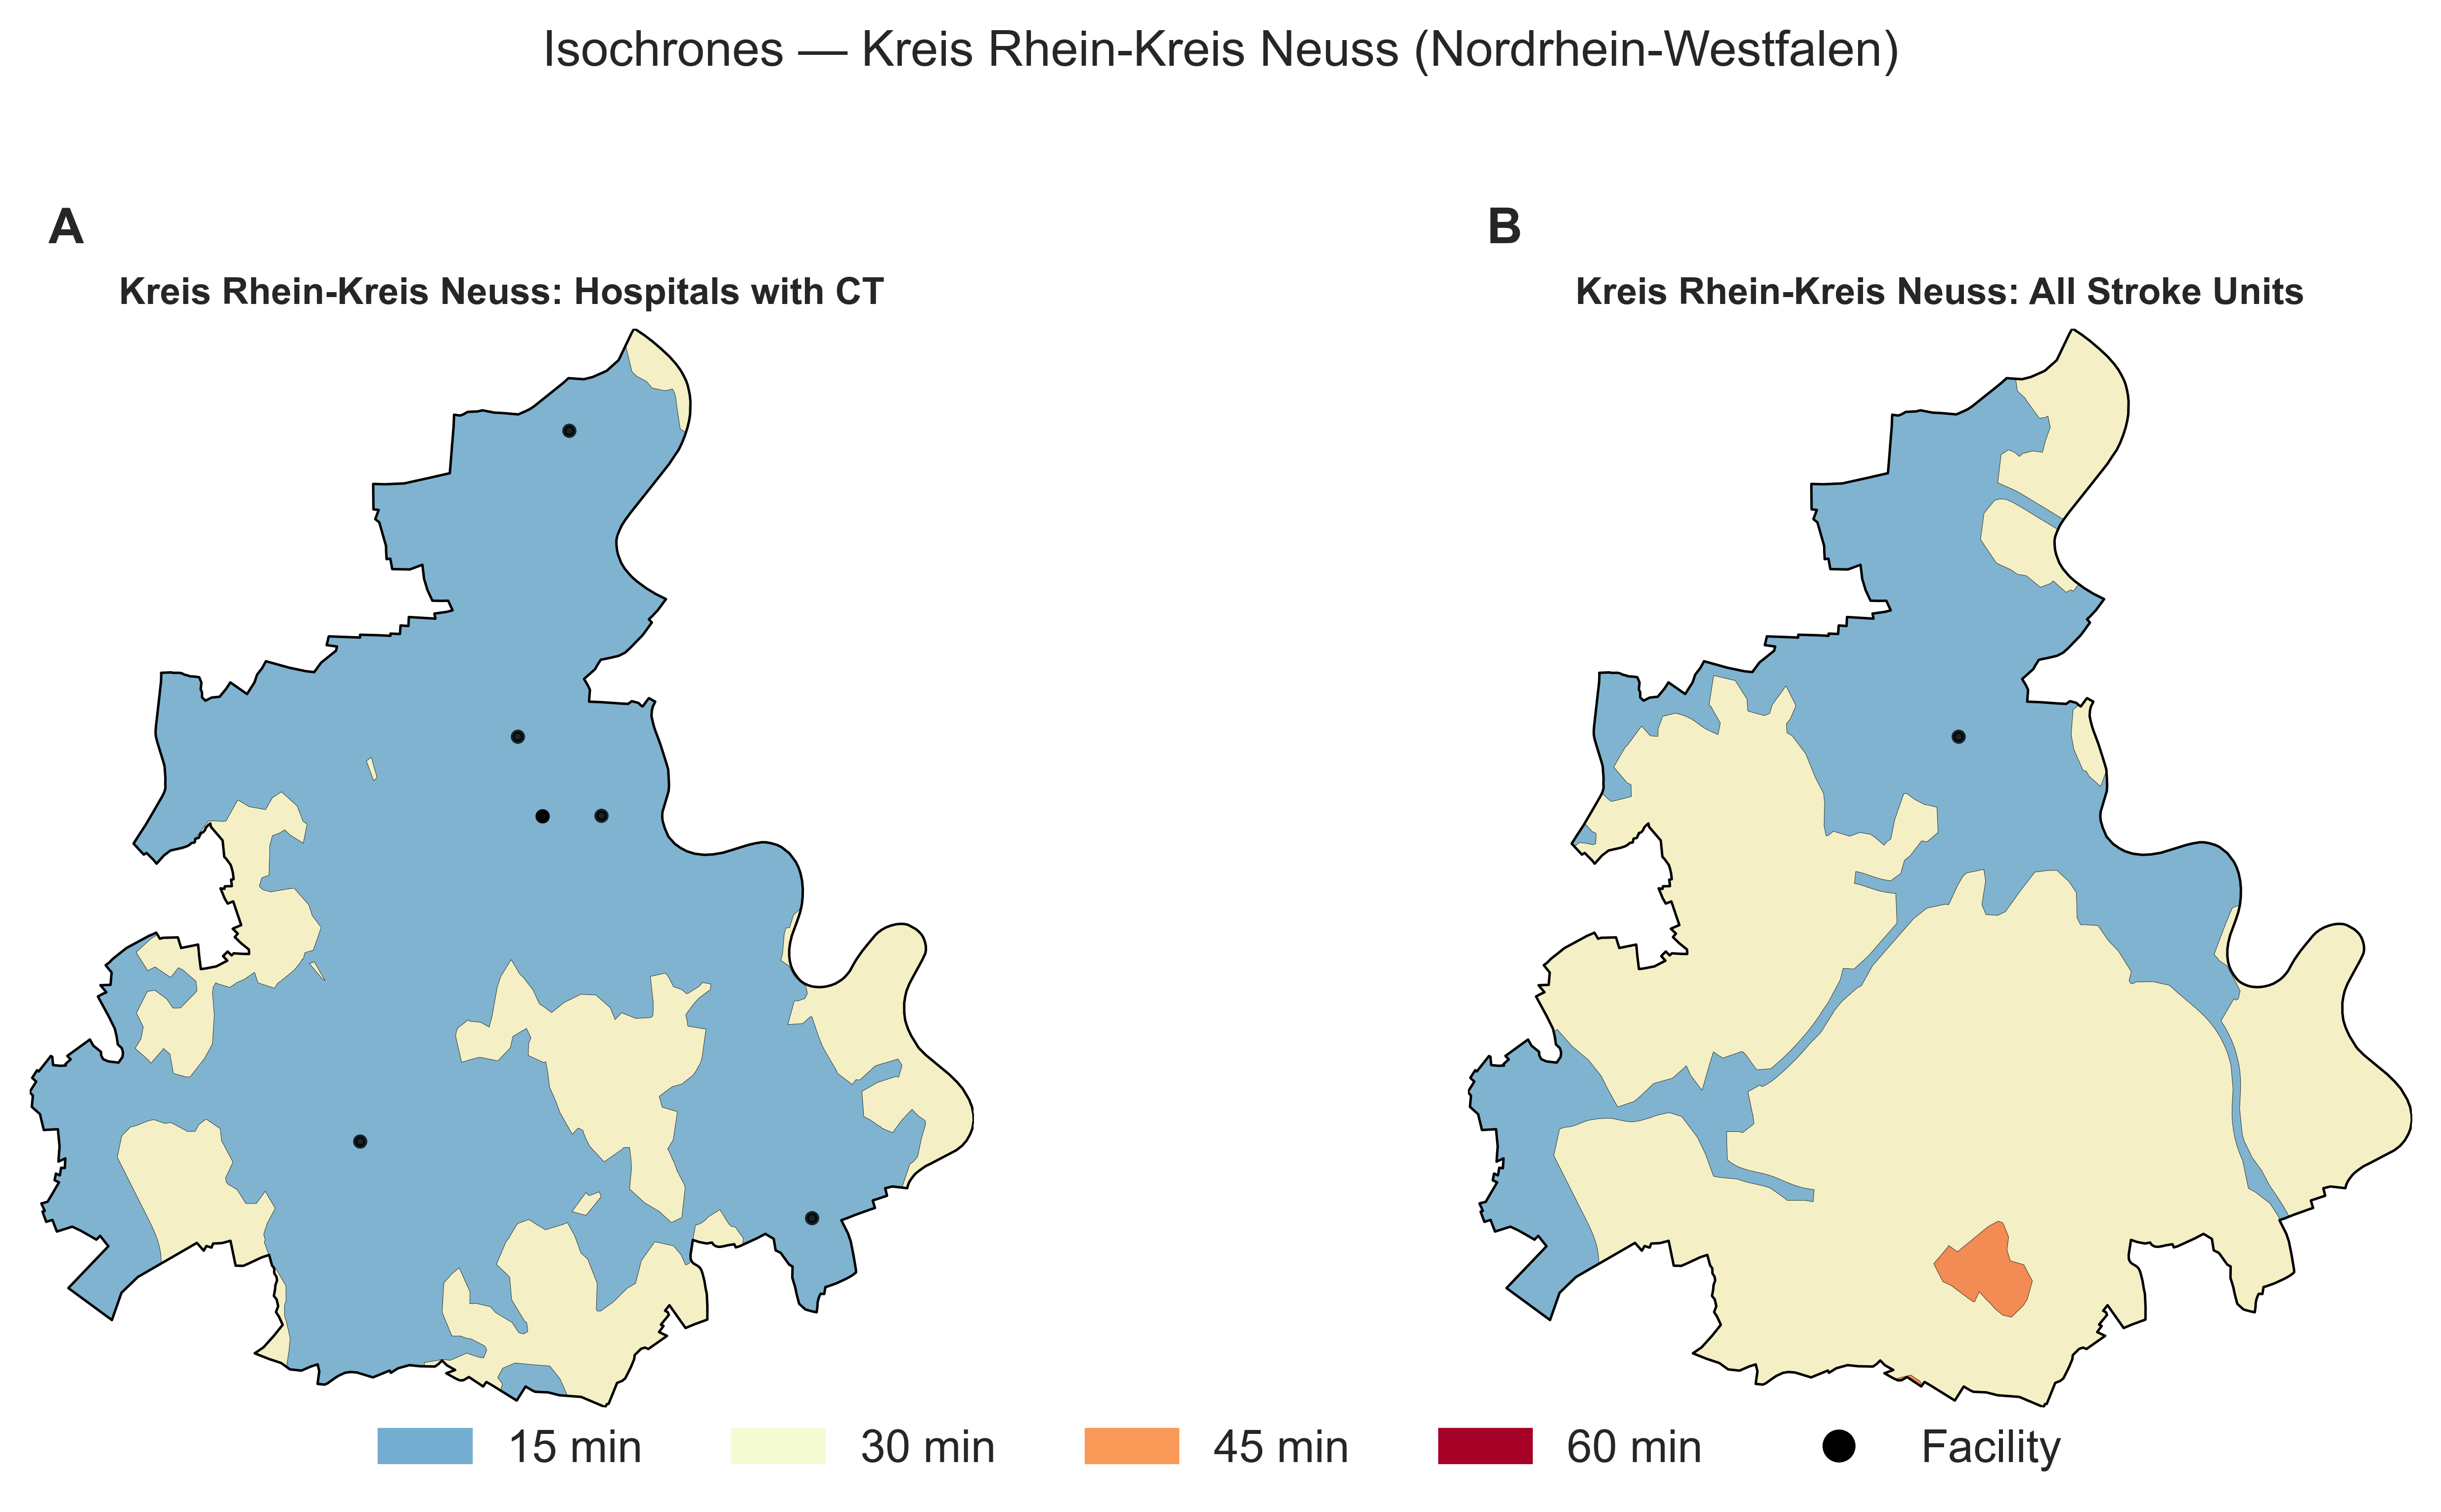 Isochrones — Kreis Rhein-Kreis Neuss (Nordrhein-Westfalen)
A
Kreis Rhein-Kreis Neuss: Hospitals with CT
B
Kreis Rhein-Kreis Neuss: All Stroke Units
15 min
30 min
45 min
60 min
Facility